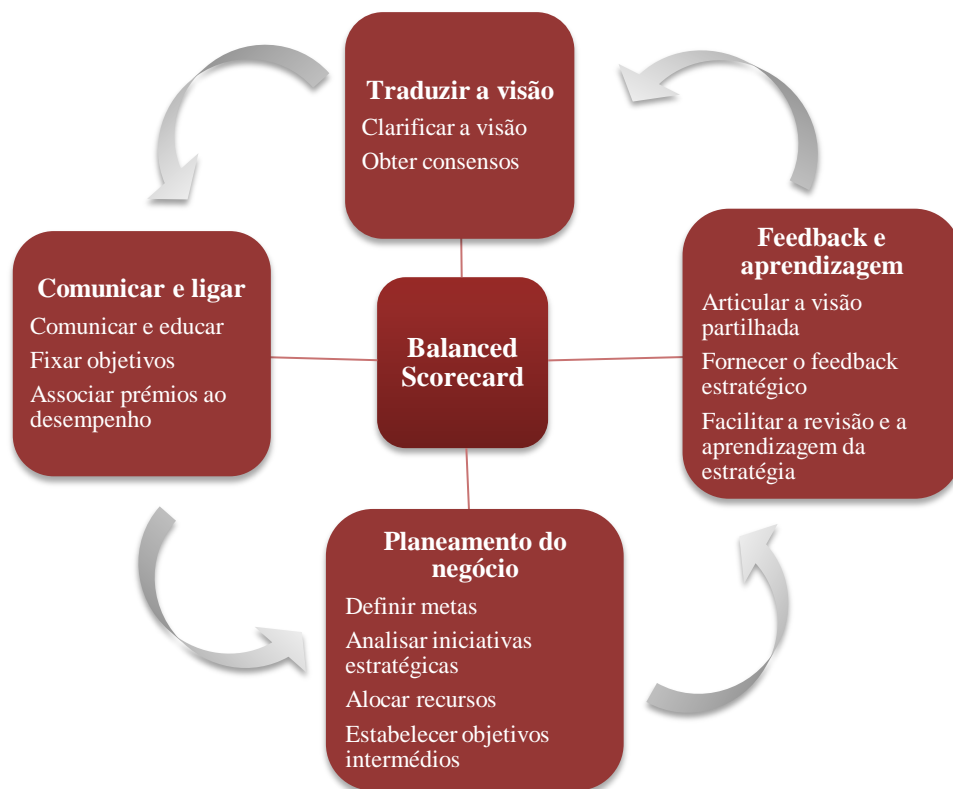 Traduzir a visão
Clarificar a visão
Obter consensos
Comunicar e ligar
Comunicar e educar
Fixar objetivos
Associar prémios ao
desempenho
Balanced
Scorecard
Feedback e
aprendizagem
Articular a visão
partilhada
Fornecer o feedback
estratégico
Facilitar a revisão e a
aprendizagem da
estratégia
Planeamento do
negócio
Definir metas
Analisar iniciativas
estratégicas
Alocar recursos
Estabelecer objetivos
intermédios